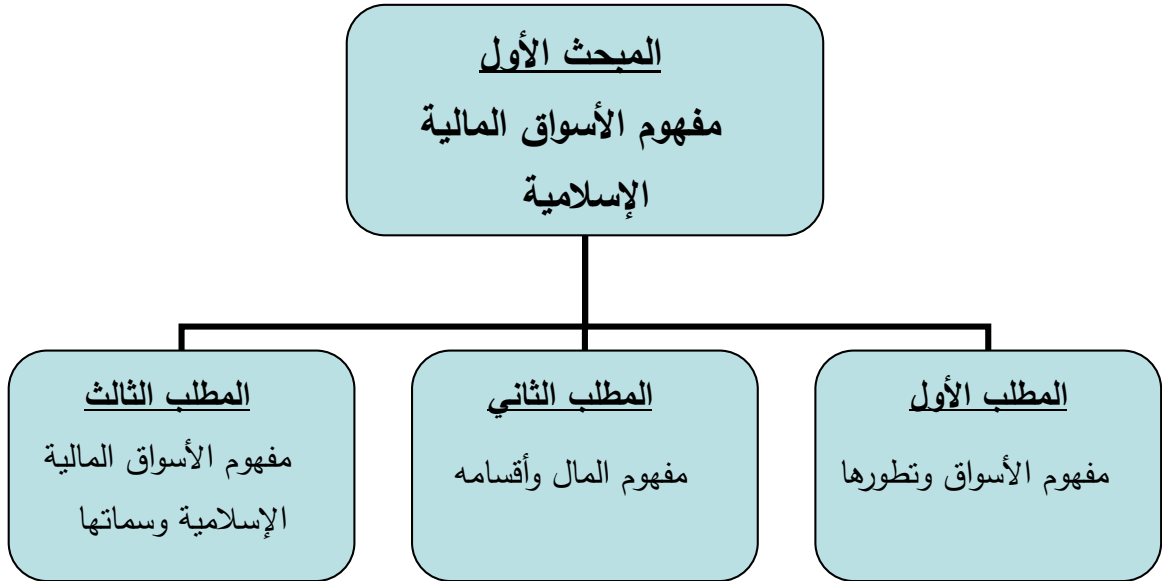 المبحث الأول
مفهوم الأسواق المالية
الإسلامية
المطلب الأول
مفهوم الأسواق وتطورها
المطلب الثاني
مفهوم المال وأقسامه
المطلب الثالث
مفهوم الأسواق المالية
الإسلامية وسماتها